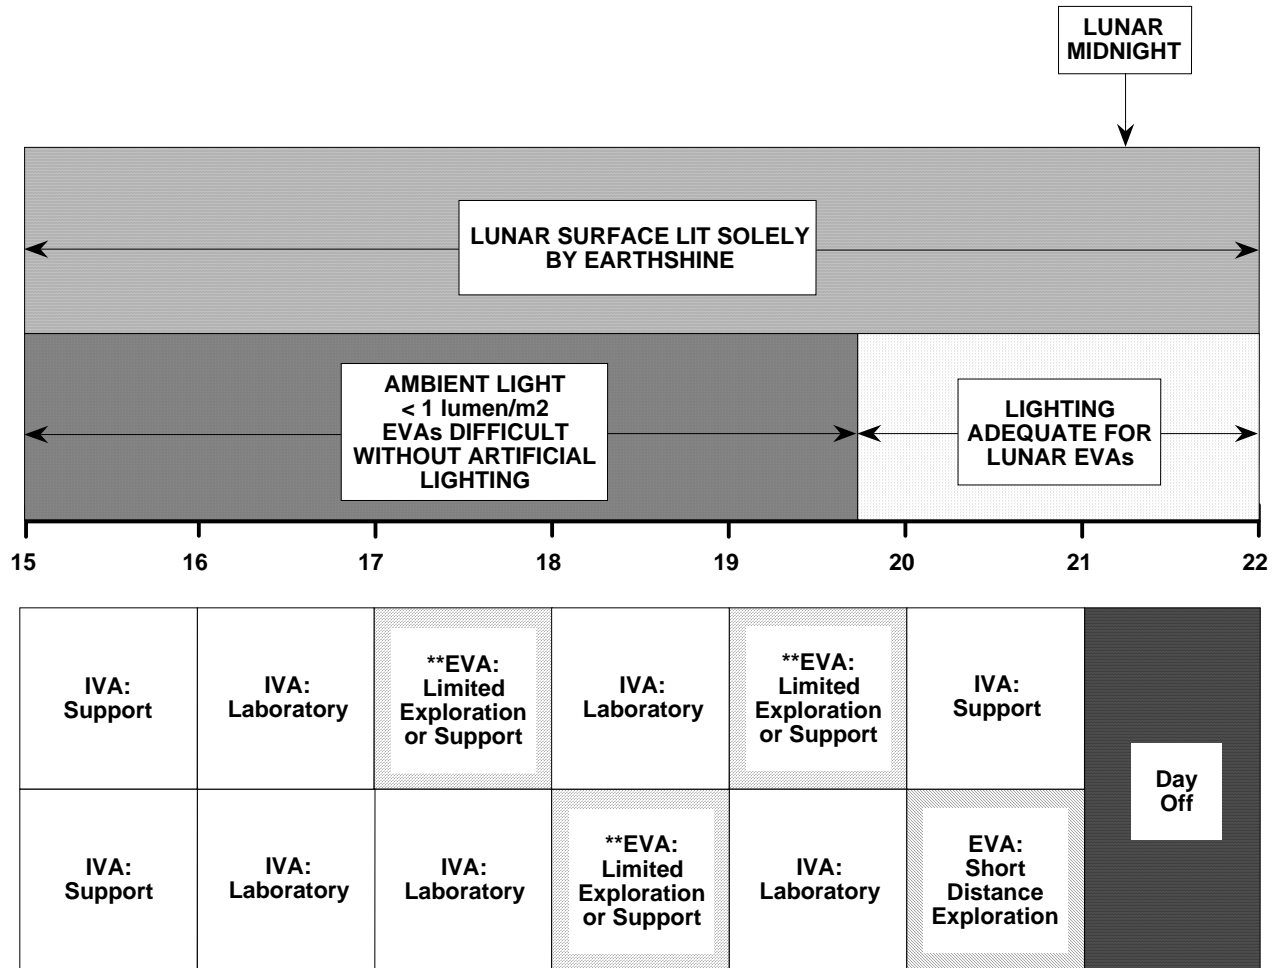 LUNAR
MIDNIGHT
LUNAR SURFACE LIT SOLELY
BY EARTHSHINE
AMBIENT LIGHT
< 1 lumen/m2
EVAs DIFFICULT
WITHOUT ARTIFICIAL
LIGHTING
LIGHTING
ADEQUATE FOR
LUNAR EVAs
15 16 17 18 19 20 21 22
IVA:
Support
IVA:
Laboratory
**EVA:
Limited
Exploration
or Support
IVA:
Laboratory
**EVA:
Limited
Exploration
or Support
IVA:
Support
Day
Off
IVA:
Support
IVA:
Laboratory
IVA:
Laboratory
**EVA:
Limited
Exploration
or Support
IVA:
Laboratory
EVA:
Short
Distance
Exploration